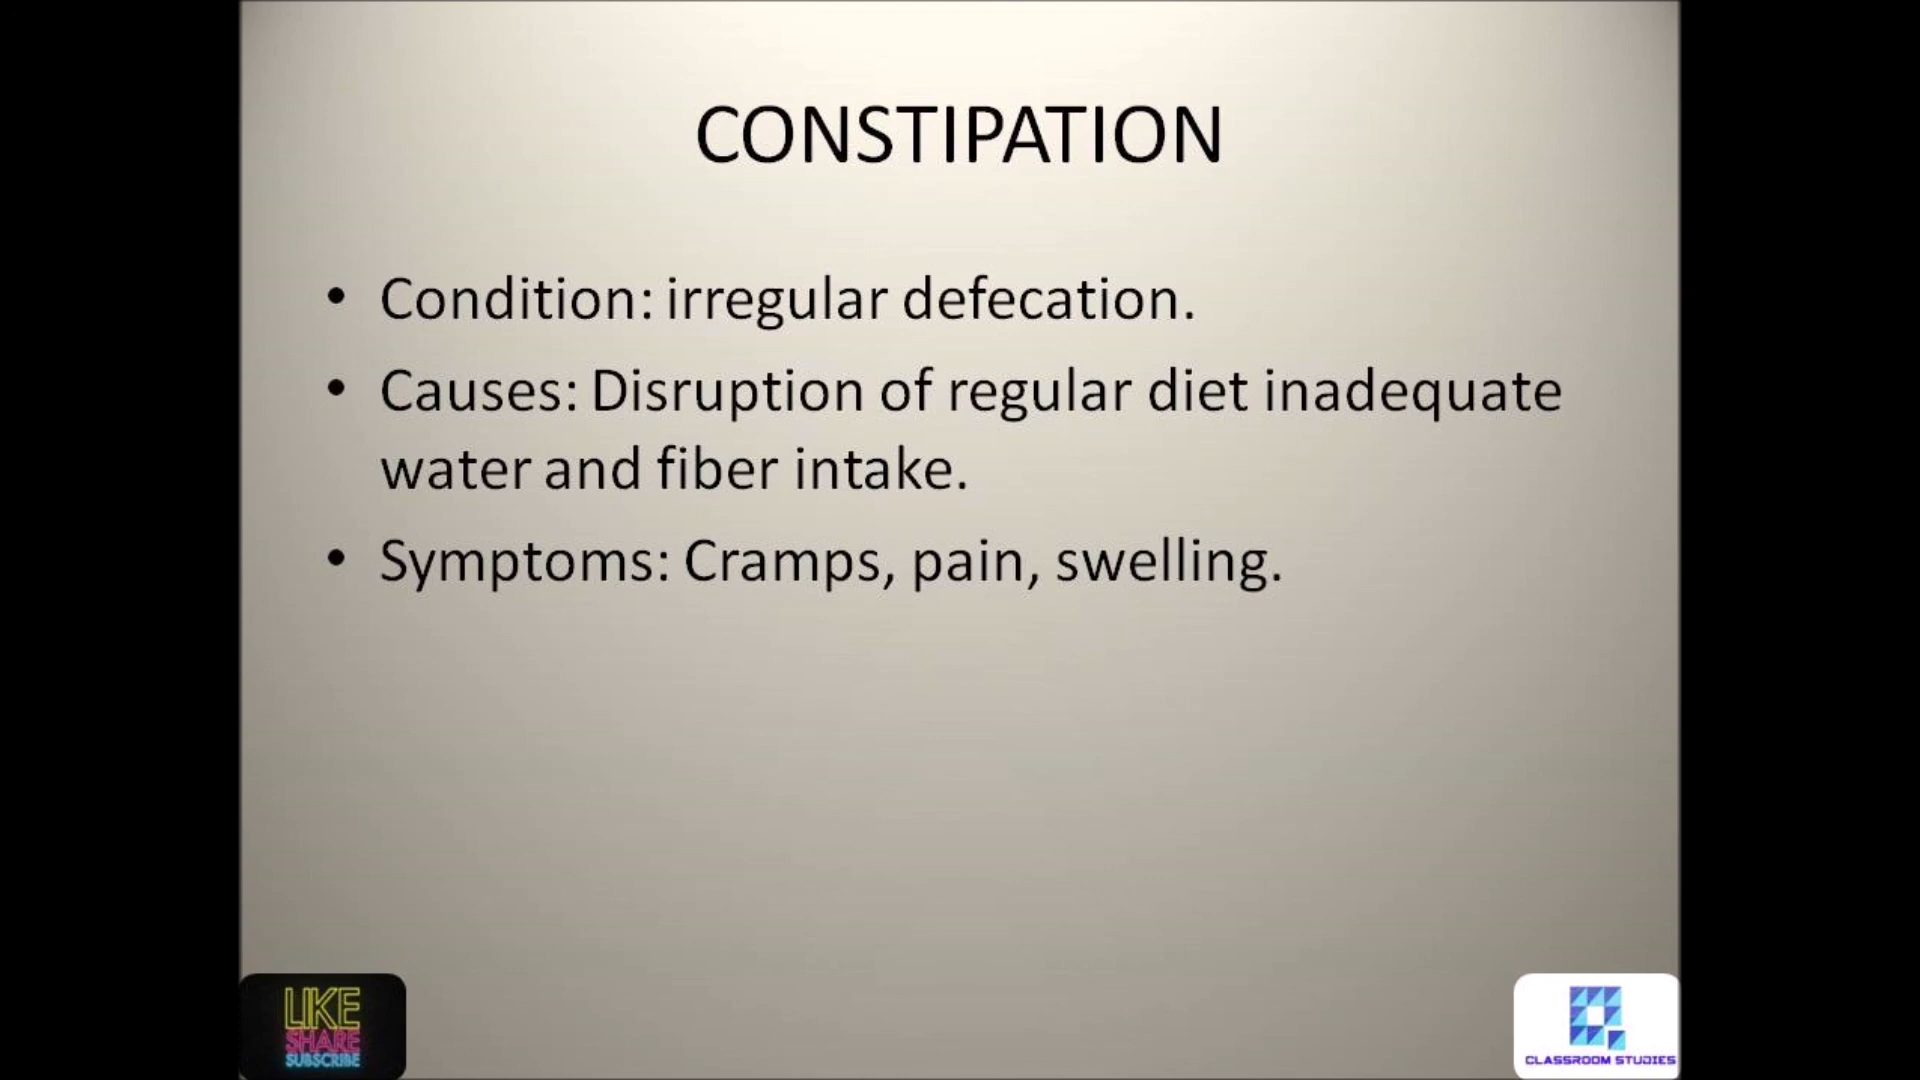 CONSTIPATION
• Condition: irregular defecation.
• Causes: Disruption of regular diet inadequate
water and fiber intake.
• Symptoms: Cramps, pain, swelling.
LIKE
SHARE
SUBSCRIBE
CLASSROOM STUDIES